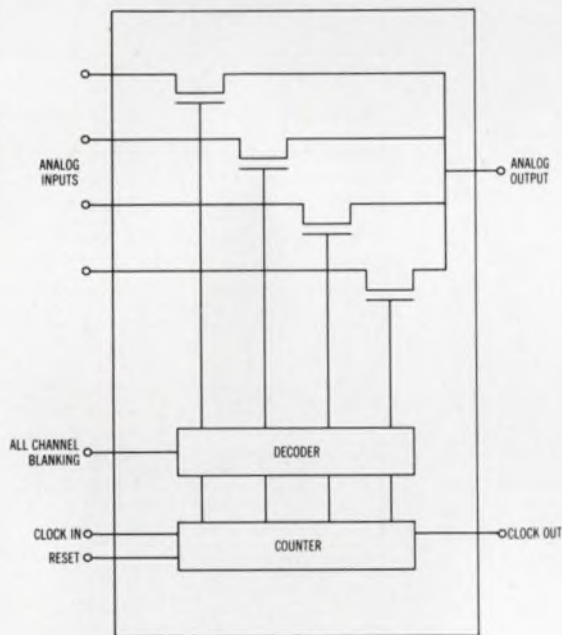 ANALOG
INPUTS
ANALOG
OUTPUT
ALL CHANNEL
BLANKING
DECODER
CLOCK IN
RESET
COUNTER
CLOCK OUT